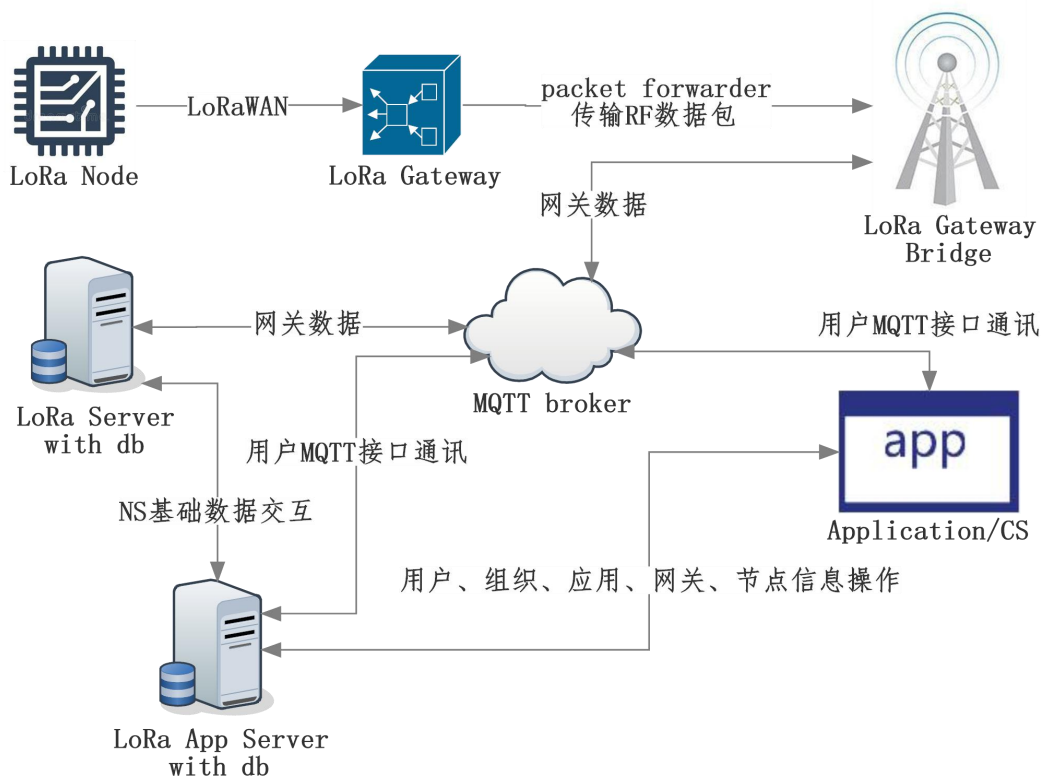 packet forwarder
LoRaWAN
传输RF数据包
LoRa Node
LoRa Gateway
网关数据
LoRa Gateway
Bridge
网关数据
用户MQTT接口通讯
MQTT broker
LoRa Server
with db
app
用户MQTT接口通讯
NS基础数据交互
Application/CS
用户、组织、应用、网关、节点信息操作
LoRa App Server
with db